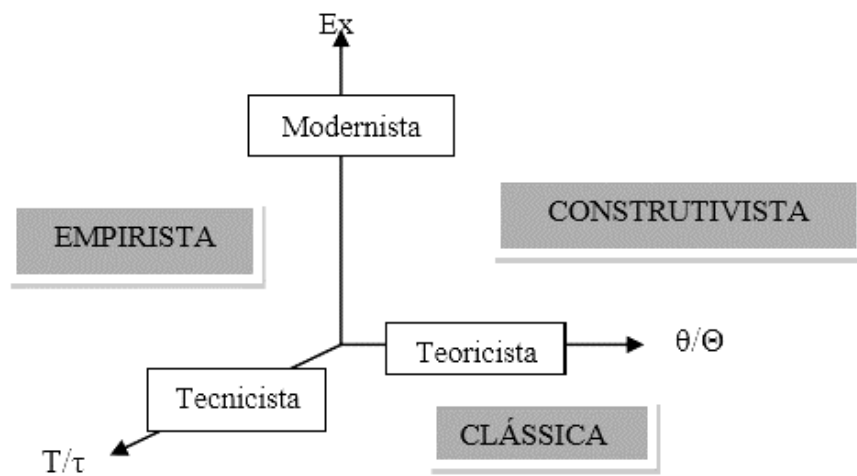 Ex
Modernista
CONSTRUTIVISTA
EMPIRISTA
Teoricista
θ/Θ
Tecnicista
CLÁSSICA
T/τ